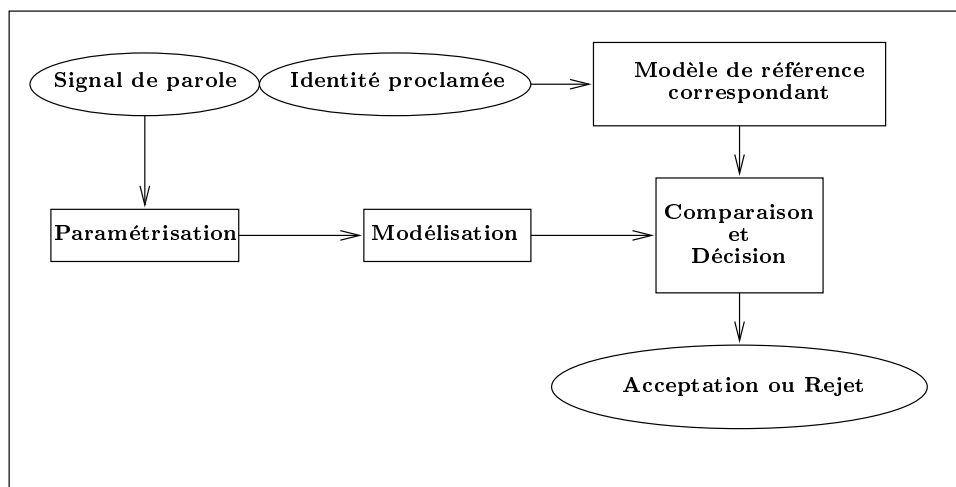 Signal de parole
Identité proclamée
Modèle de référence
correspondant
Paramétrisation
Modélisation
Comparaison
et
Décision
Acceptation ou Rejet